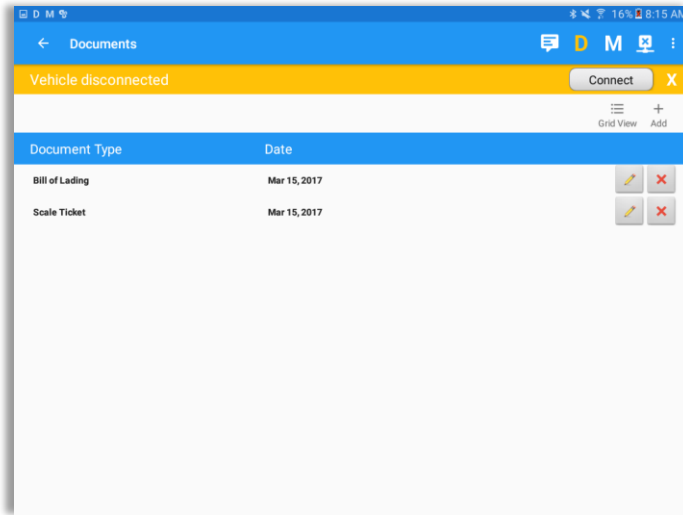 D M 16% 8:15 AM
Documents D M
Vehicle disconnected Connect X
Grid View Add
Document Type Date
Bill of Lading Mar 15, 2017
Scale Ticket Mar 15, 2017